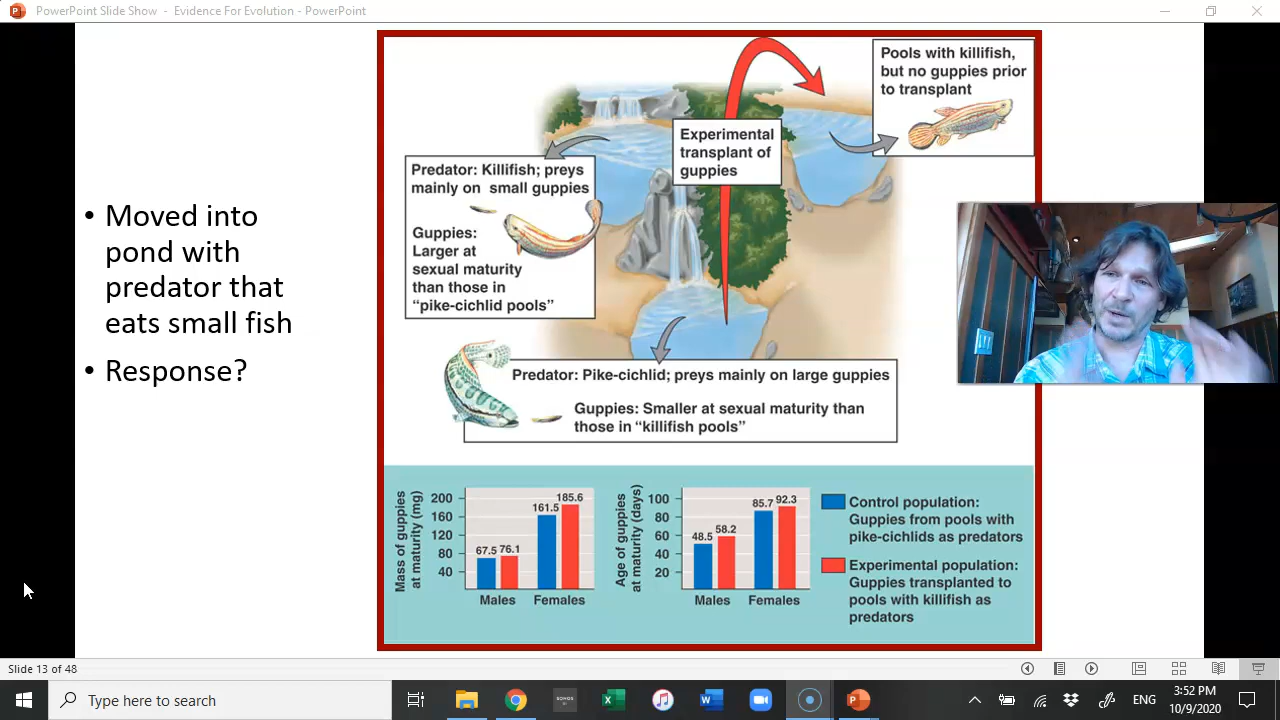 PowerPoint Slide Show - Evidence For Evolution - PowerPoint
• Moved into
pond with
predator that
eats small fish
• Response?
Pools with killifish,
but no guppies prior
to transplant
Experimental
transplant of
guppies
Predator: Killifish; preys
mainly on small guppies
Guppies:
Larger at
sexual maturity
than those in
“pike-cichlid pools”
Predator: Pike-cichlid; preys mainly on large guppies
Guppies: Smaller at sexual maturity than
those in “killifish pools”
Mass of guppies
at maturity (mg)
200
160
120
80
40
67.5 76.1
161.5
185.6
Males
Females
Age of guppies
at maturity (days)
100
80
60
40
20
48.5
58.2
85.7
92.3
Males
Females
Control population:
Guppies from pools with
pike-cichlids as predators
Experimental population:
Guppies transplanted to
pools with killifish as
predators
Slide 13 of 48
Type here to search
SONOS
ENG
3:52 PM
10/9/2020